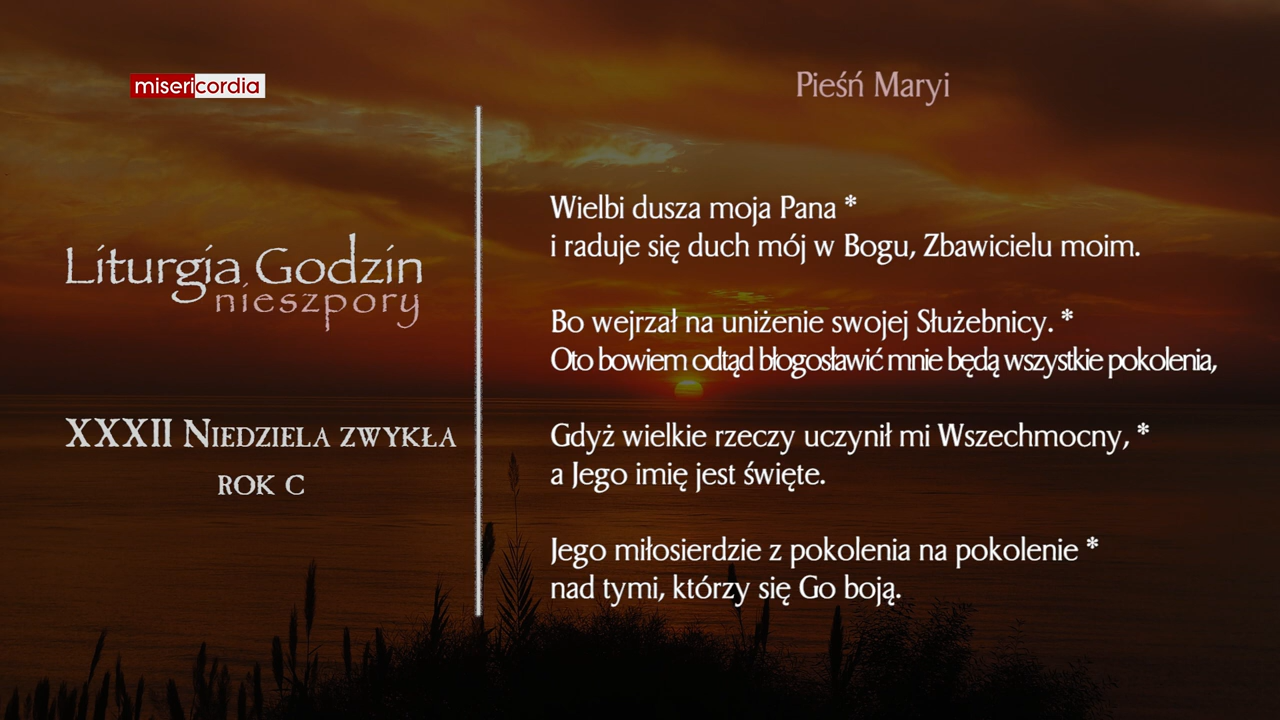 misericordia
Liturgia Godzin
nieszpory
XXXII Niedziela zwykła
rok C
Pieśń Maryi
Wielbi dusza moja Pana *
i raduje się duch mój w Bogu, Zbawicielu moim.
Bo wejrzał na uniżenie swojej Służebnicy. *
Oto bowiem odtąd błogosławić mnie będą wszystkie pokolenia,
Gdyż wielkie rzeczy uczynił mi Wszechmocny, *
a Jego imię jest święte.
Jego miłosierdzie z pokolenia na pokolenie *
nad tymi, którzy się Go boją.